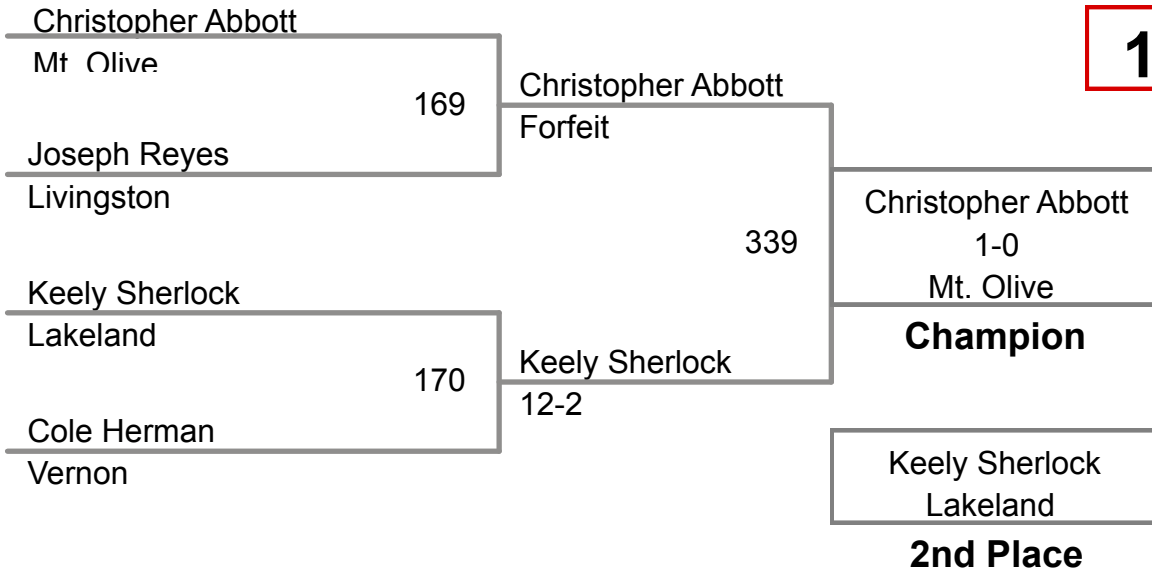 Christopher Abbott
Mt. Olive
169
Joseph Reyes
Livingston
Keely Sherlock
Lakeland
170
Cole Herman
Vernon
Christopher Abbott
Forfeit
339
Keely Sherlock
12-2
1
Christopher Abbott
1-0
Mt. Olive
Champion
Keely Sherlock
Lakeland
2nd Place